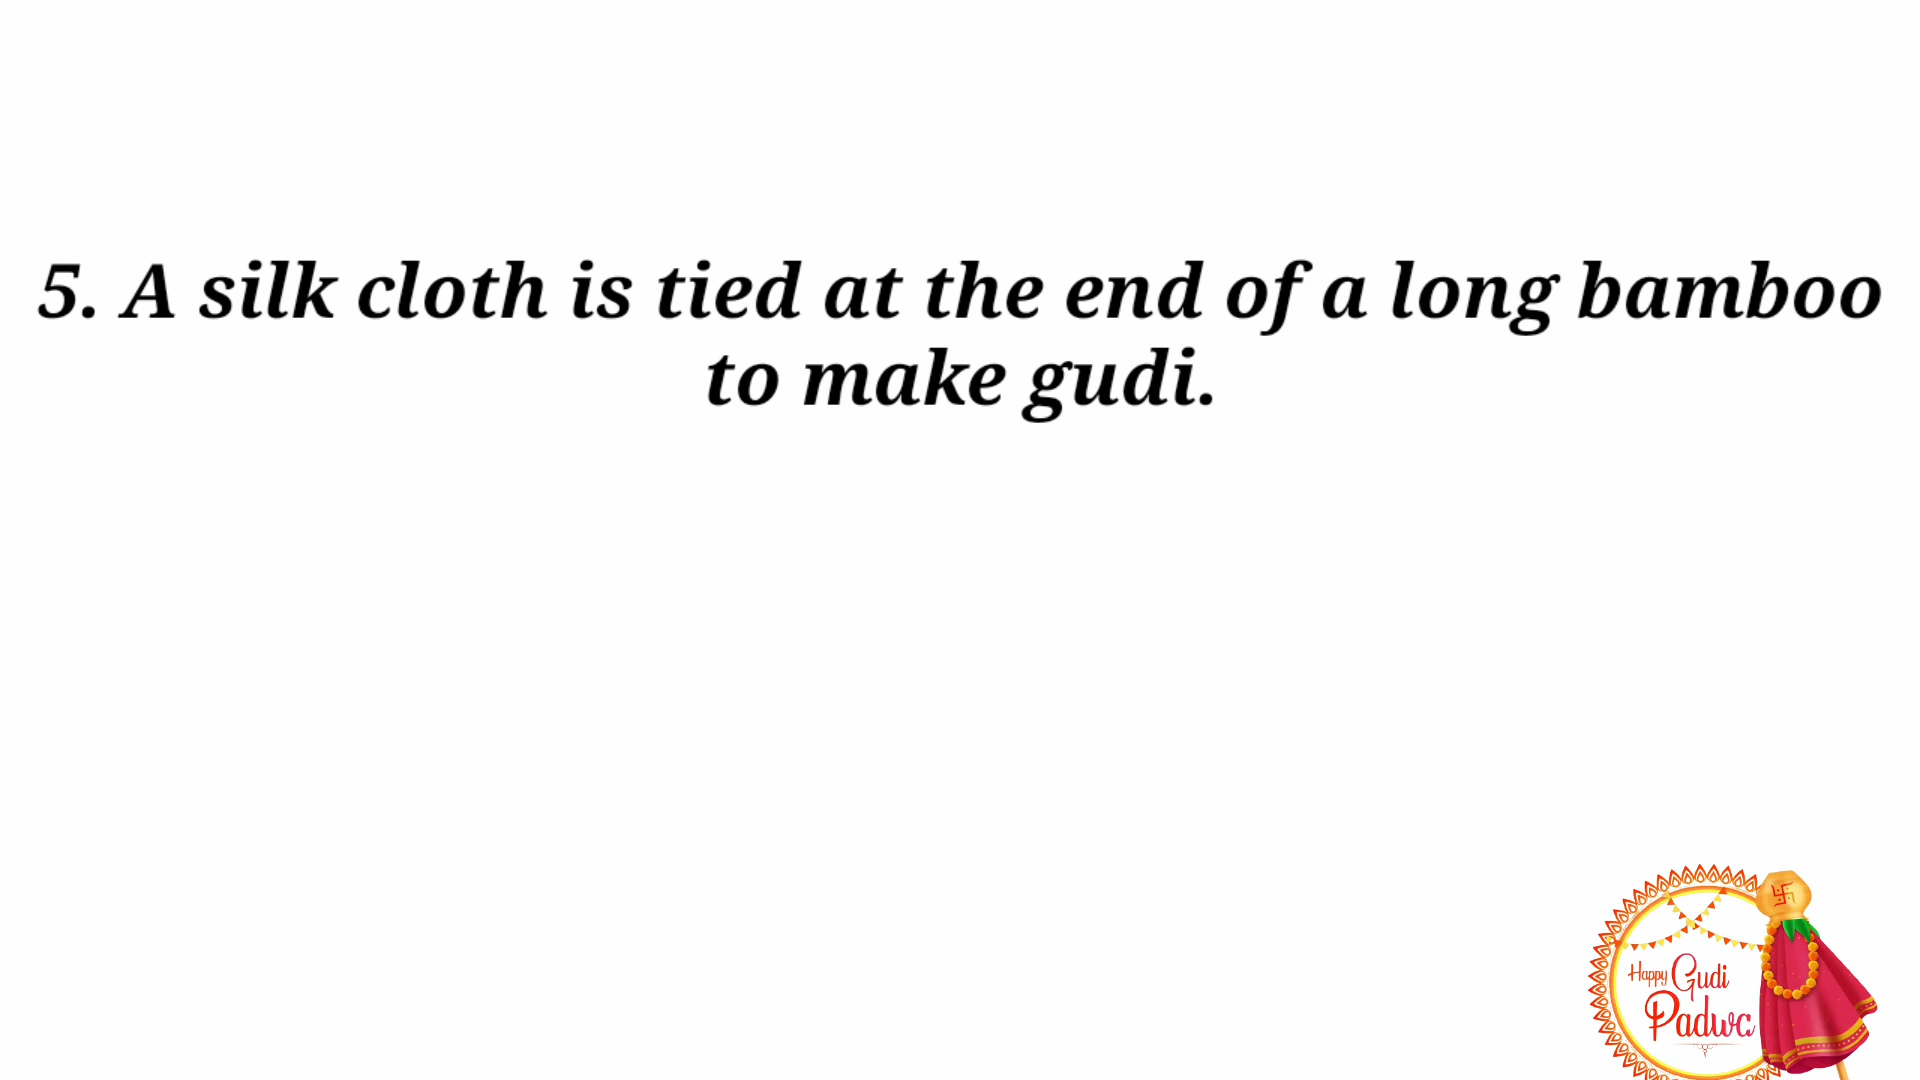 5. A silk cloth is tied at the end of a long bamboo
to make gudi.
Happy Gudi
Padwa